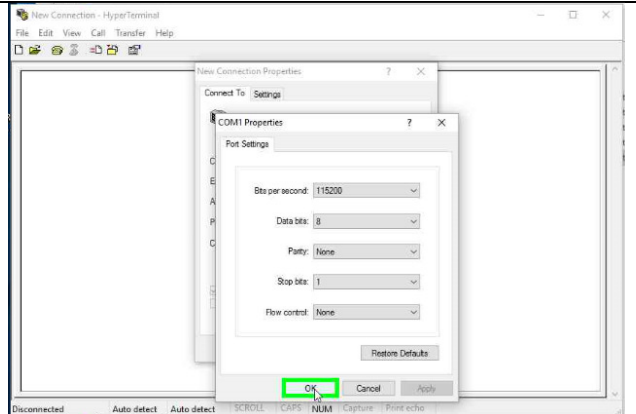 New Connection - HyperTerminal
File Edit View Call Transfer Help
New Connection Properties ? ×
Connect To Settings
COM1 Properties ? ×
Port Settings
Bits per second: 115200
Data bits: 8
Parity: None
Stop bits: 1
Flow control: None
Restore Defaults
OK Cancel Apply
Disconnected Auto detect Auto detect SCROLL CAPS NUM Capture Print echo